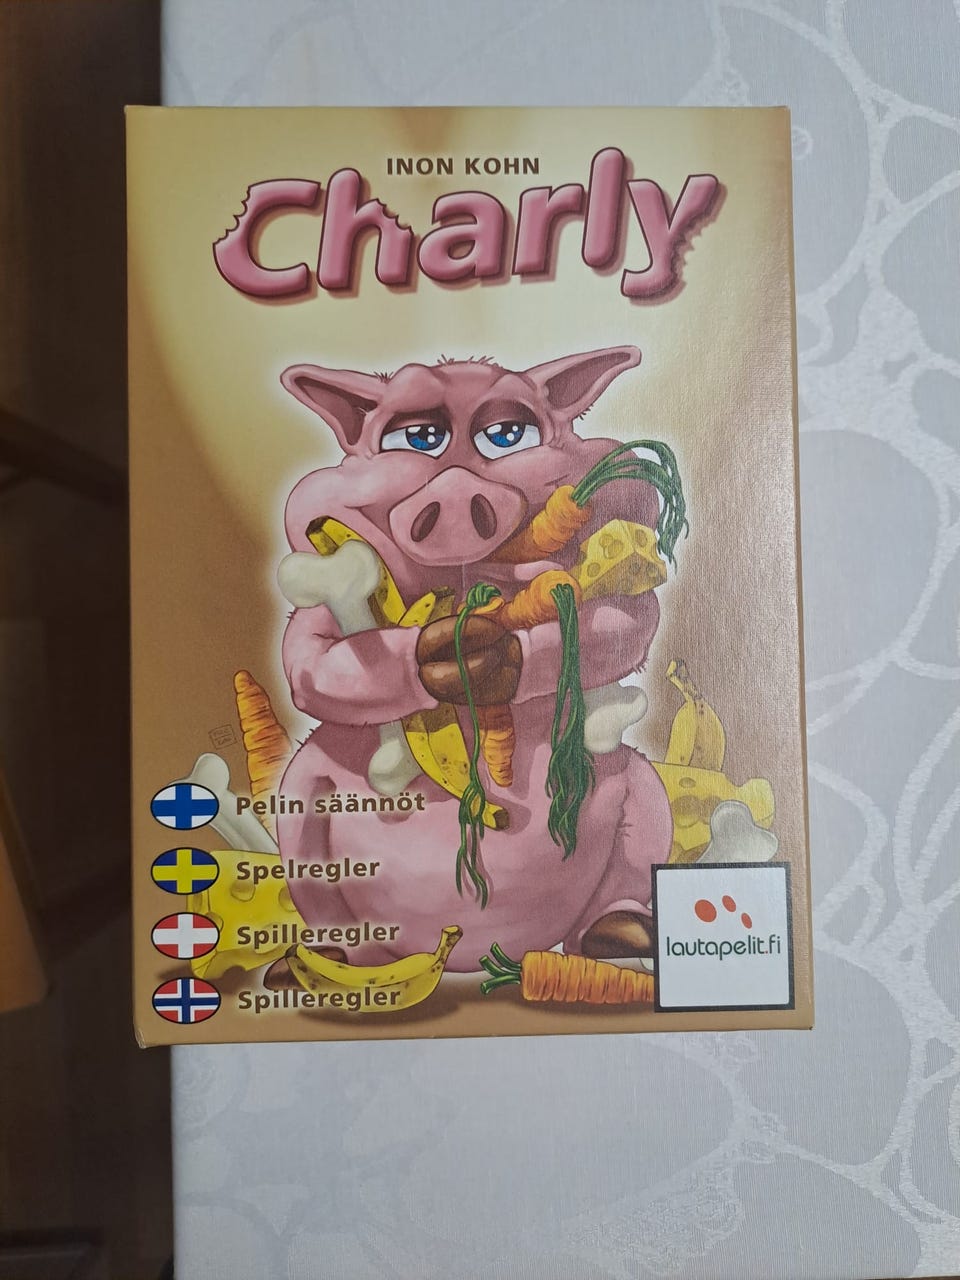 INON KOHN
Charly
Pelin säännöt
Spelregler
Spilleregler
Spilleregler
lautapelit.fi